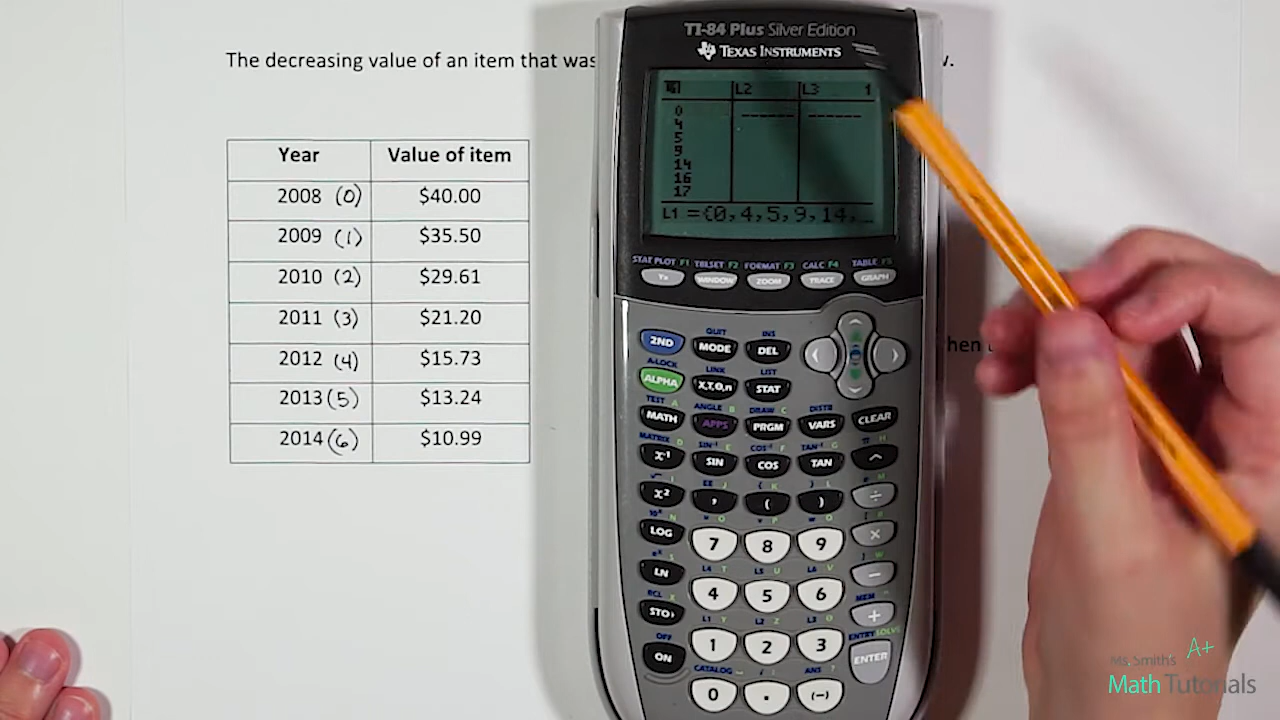 The decreasing value of an item that was
Year Value of item
2008 (0) $40.00
2009 (1) $35.50
2010 (2) $29.61
2011 (3) $21.20
2012 (4) $15.73
2013 (5) $13.24
2014 (6) $10.99
TI-84 Plus Silver Edition
TEXAS INSTRUMENTS
L1 L2 L3 1
0
4
5
9
14
16
17
L1 ={0,4,5,9,14,…
STAT PLOT F1 TBLSET F2 FORMAT F3 CALC F4 TABLE F5
Y= WINDOW ZOOM TRACE GRAPH
QUIT INS
2ND MODE DEL
A-LOCK LINK LIST
ALPHA X,T,θ,n STAT
TEST A ANGLE B DRAW C DISTR
MATH APPS PRGM VARS CLEAR
MATRIX D SIN⁻¹ E COS⁻¹ F TAN⁻¹ G π H
x⁻¹ SIN COS TAN ^
√ I EE J { K } L e M
x² , ( ) ÷
10ˣ N u O v P w Q [ R
LOG 7 8 9 ×
eˣ S L4 T L5 U L6 V ] W
LN 4 5 6 −
RCL X L1 Y L2 Z L3 θ MEM "
STO▸ 1 2 3 +
OFF CATALOG i : ANS ? ENTRY SOLVE
ON 0 . (−) ENTER
Ms. Smith's A+
Math Tutorials